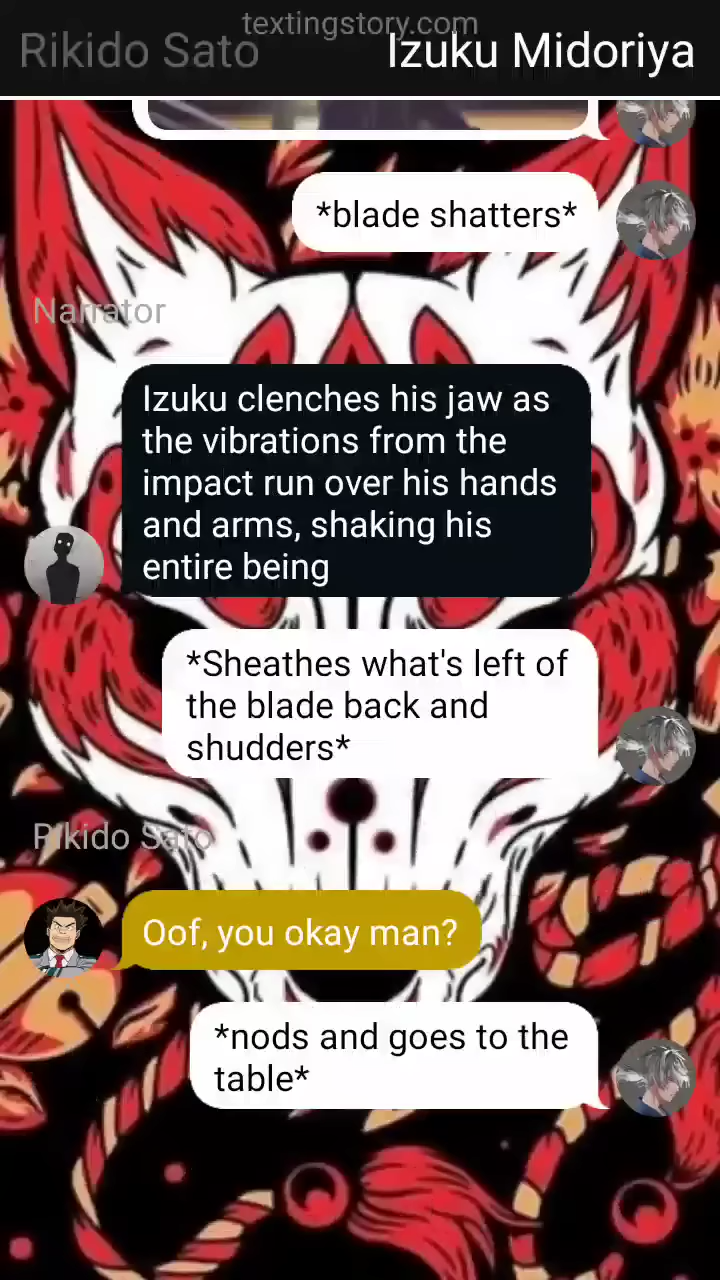 textingstory.com
Rikido Sato
Izuku Midoriya
*blade shatters*
Narrator
Izuku clenches his jaw as
the vibrations from the
impact run over his hands
and arms, shaking his
entire being
*Sheathes what's left of
the blade back and
shudders*
Rikido Sato
Oof, you okay man?
*nods and goes to the
table*